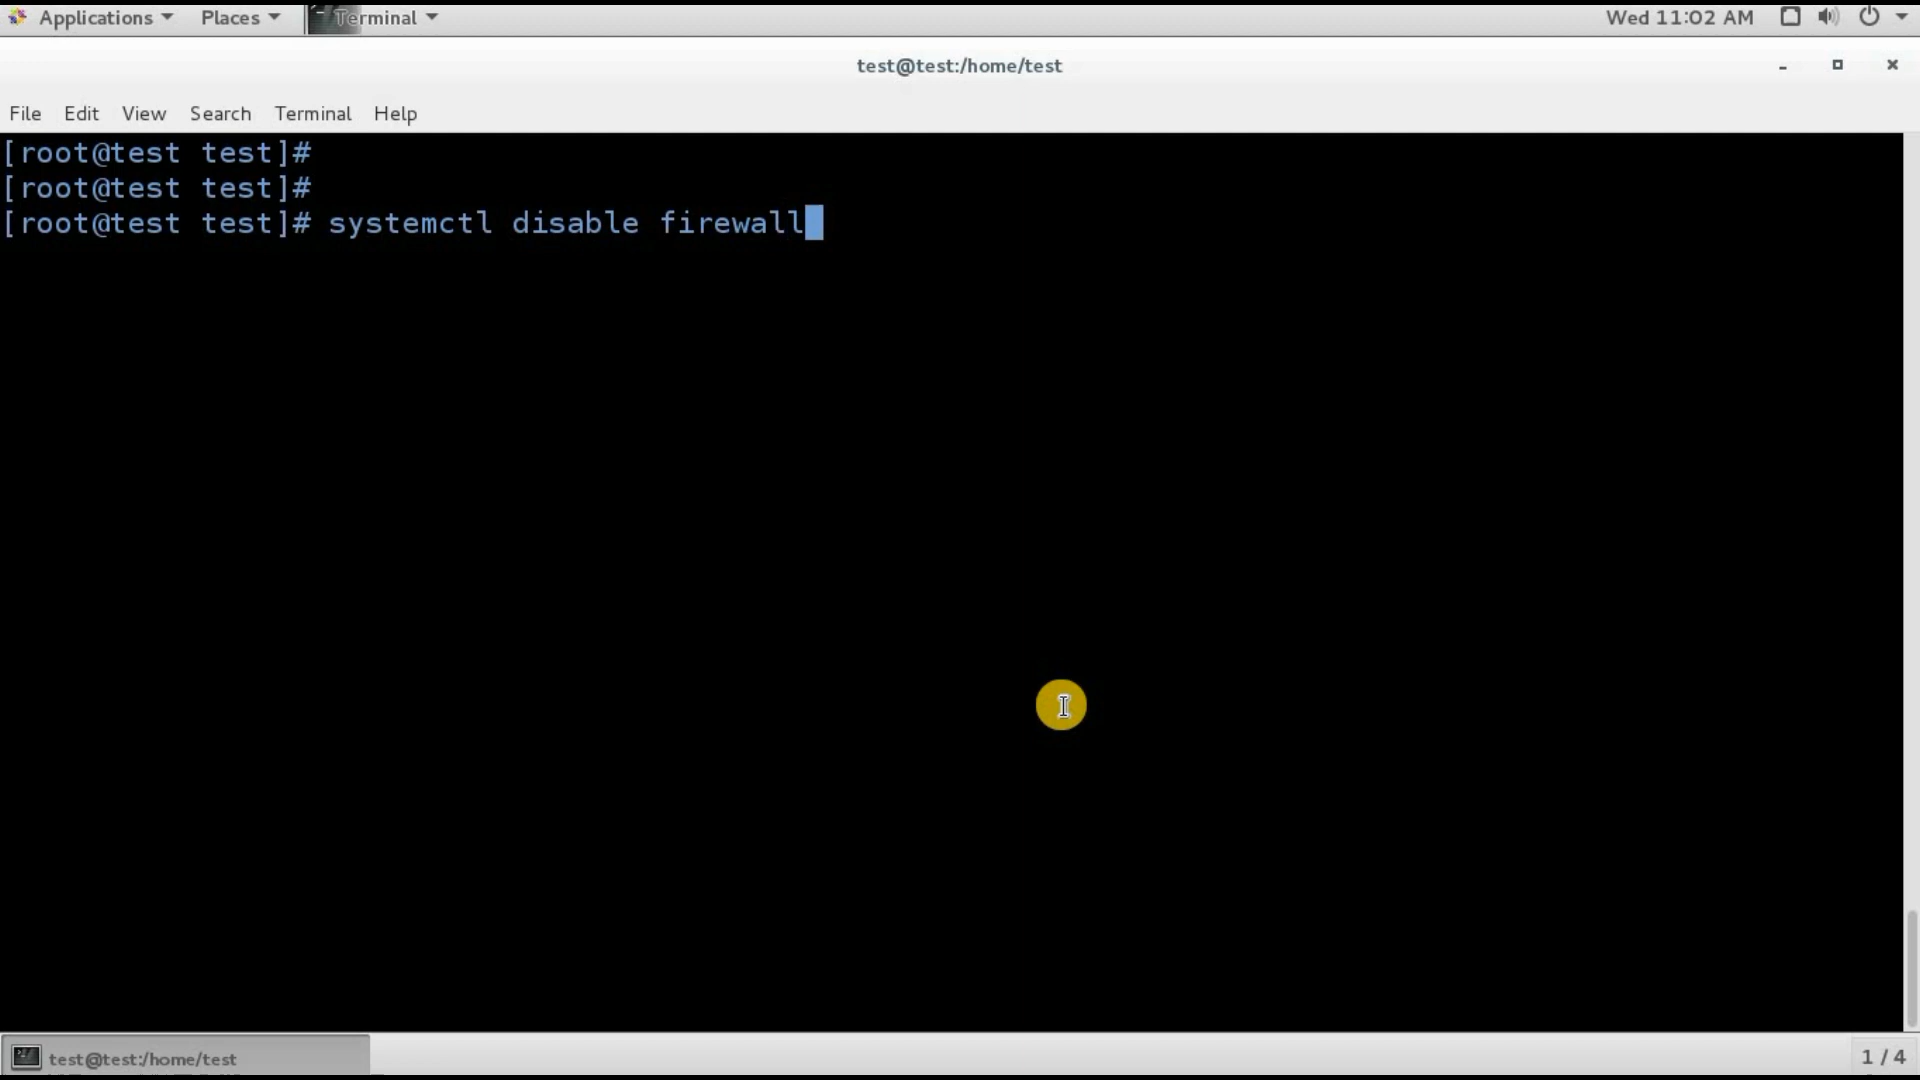 Applications Places Terminal Wed 11:02 AM
test@test:/home/test
File Edit View Search Terminal Help
[root@test test]#
[root@test test]#
[root@test test]# systemctl disable firewall
test@test:/home/test 1 / 4